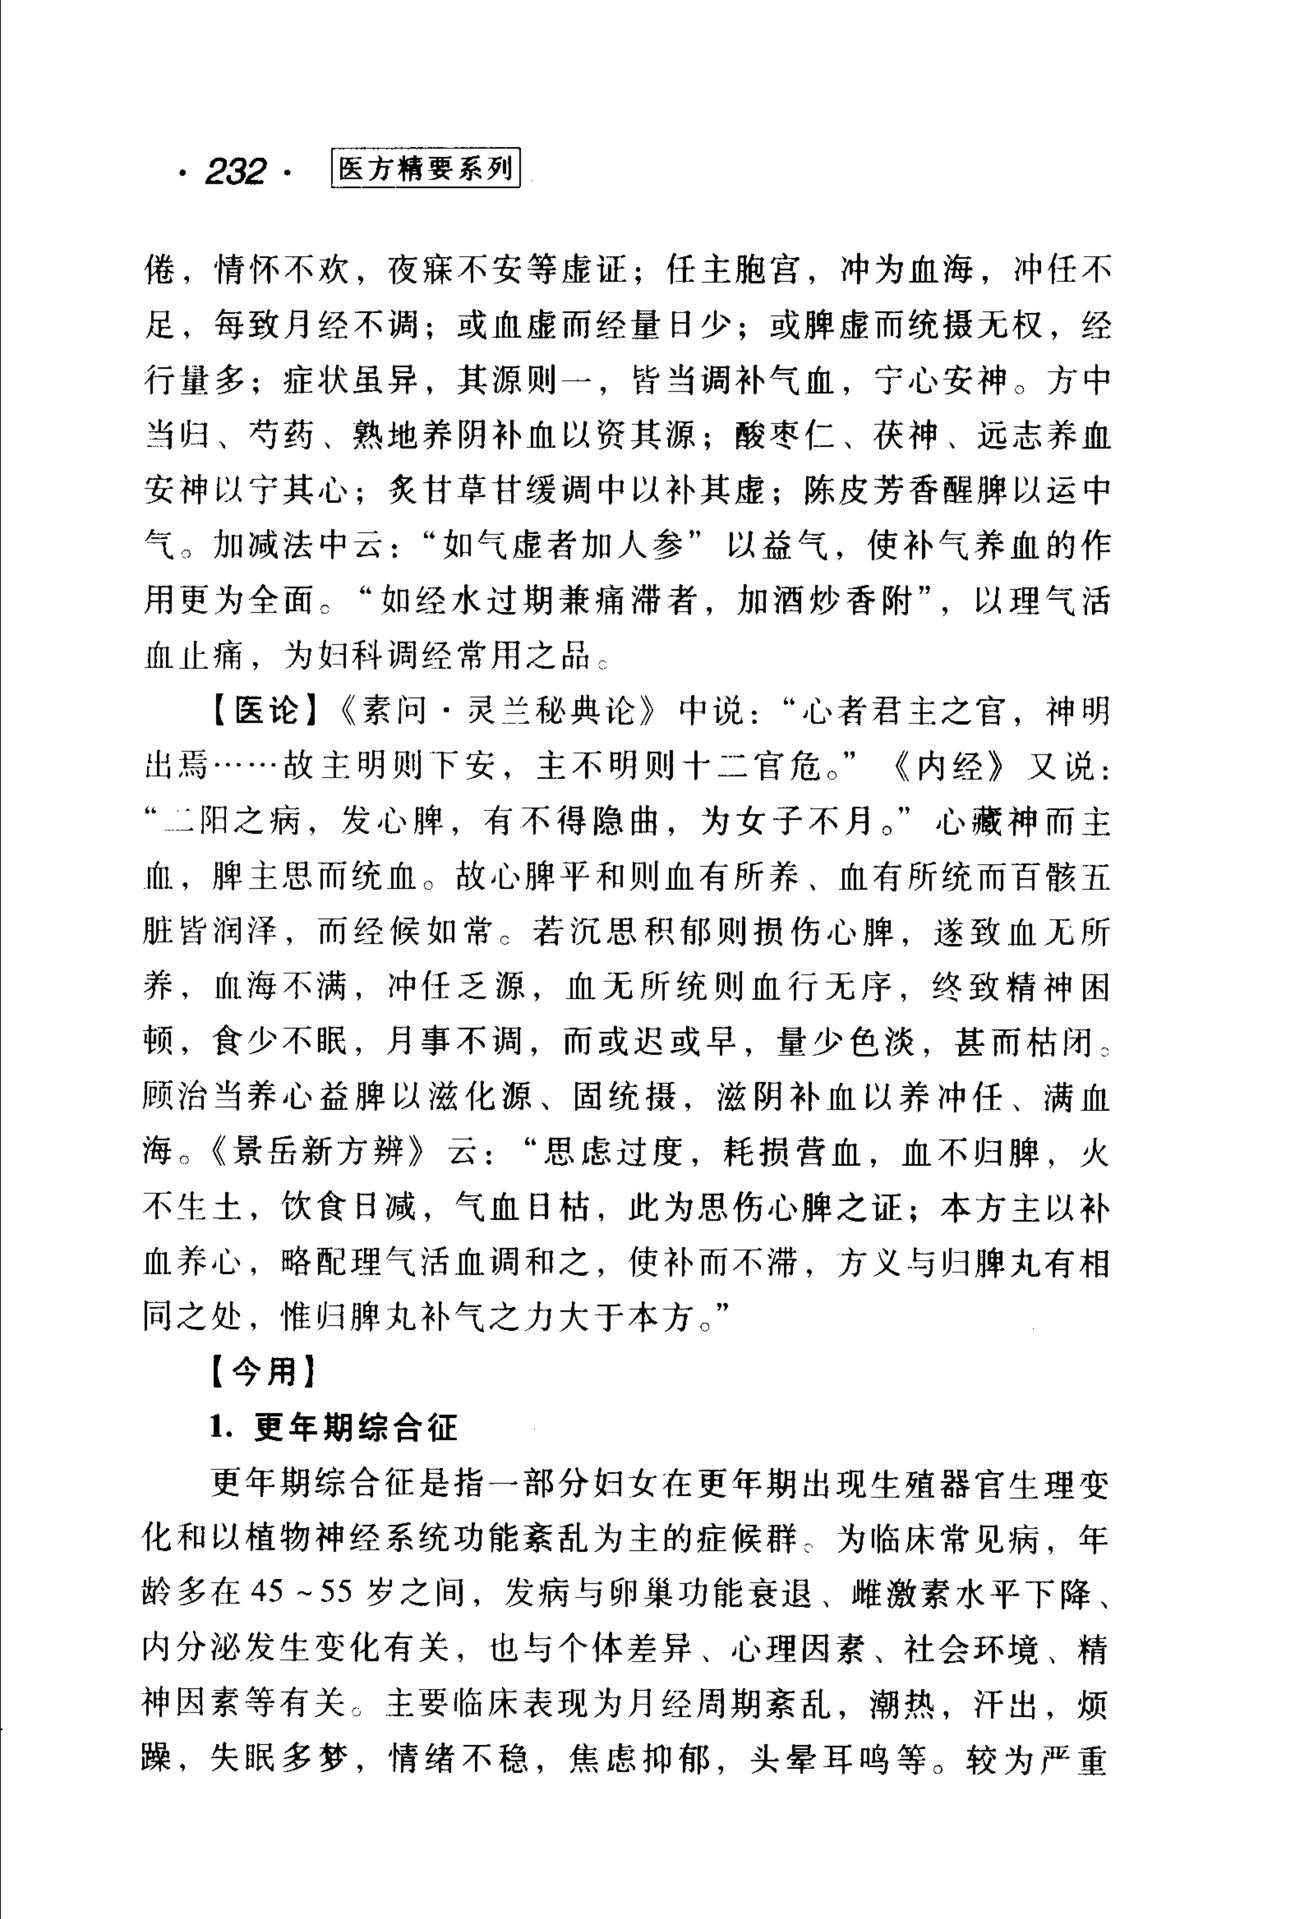 ·232· 医方精要系列
倦，情怀不欢，夜寐不安等虚证；任主胞宫，冲为血海，冲任不
足，每致月经不调；或血虚而经量日少；或脾虚而统摄无权，经
行量多；症状虽异，其源则一，皆当调补气血，宁心安神。方中
当归、芍药、熟地养阴补血以资其源；酸枣仁、茯神、远志养血
安神以宁其心；炙甘草甘缓调中以补其虚；陈皮芳香醒脾以运中
气。加减法中云：“如气虚者加人参” 以益气，使补气养血的作
用更为全面。“如经水过期兼痛滞者，加酒炒香附”，以理气活
血止痛，为妇科调经常用之品。
【医论】《素问·灵兰秘典论》中说：“心者君主之官，神明
出焉……故主明则下安，主不明则十二官危。”《内经》又说：
“二阳之病，发心脾，有不得隐曲，为女子不月。”心藏神而主
血，脾主思而统血。故心脾平和则血有所养、血有所统而百骸五
脏皆润泽，而经候如常。若沉思积郁则损伤心脾，遂致血无所
养，血海不满，冲任乏源，血无所统则血行无序，终致精神困
顿，食少不眠，月事不调，而或迟或早，量少色淡，甚而枯闭。
顾治当养心益脾以滋化源、固统摄，滋阴补血以养冲任、满血
海。《景岳新方辨》云：“思虑过度，耗损营血，血不归脾，火
不生土，饮食日减，气血日枯，此为思伤心脾之证；本方主以补
血养心，略配理气活血调和之，使补而不滞，方义与归脾丸有相
同之处，惟归脾丸补气之力大于本方。”
【今用】
1. 更年期综合征
更年期综合征是指一部分妇女在更年期出现生殖器官生理变
化和以植物神经系统功能紊乱为主的症候群。为临床常见病，年
龄多在 45～55 岁之间，发病与卵巢功能衰退、雌激素水平下降、
内分泌发生变化有关，也与个体差异、心理因素、社会环境、精
神因素等有关。主要临床表现为月经周期紊乱，潮热，汗出，烦
躁，失眠多梦，情绪不稳，焦虑抑郁，头晕耳鸣等。较为严重